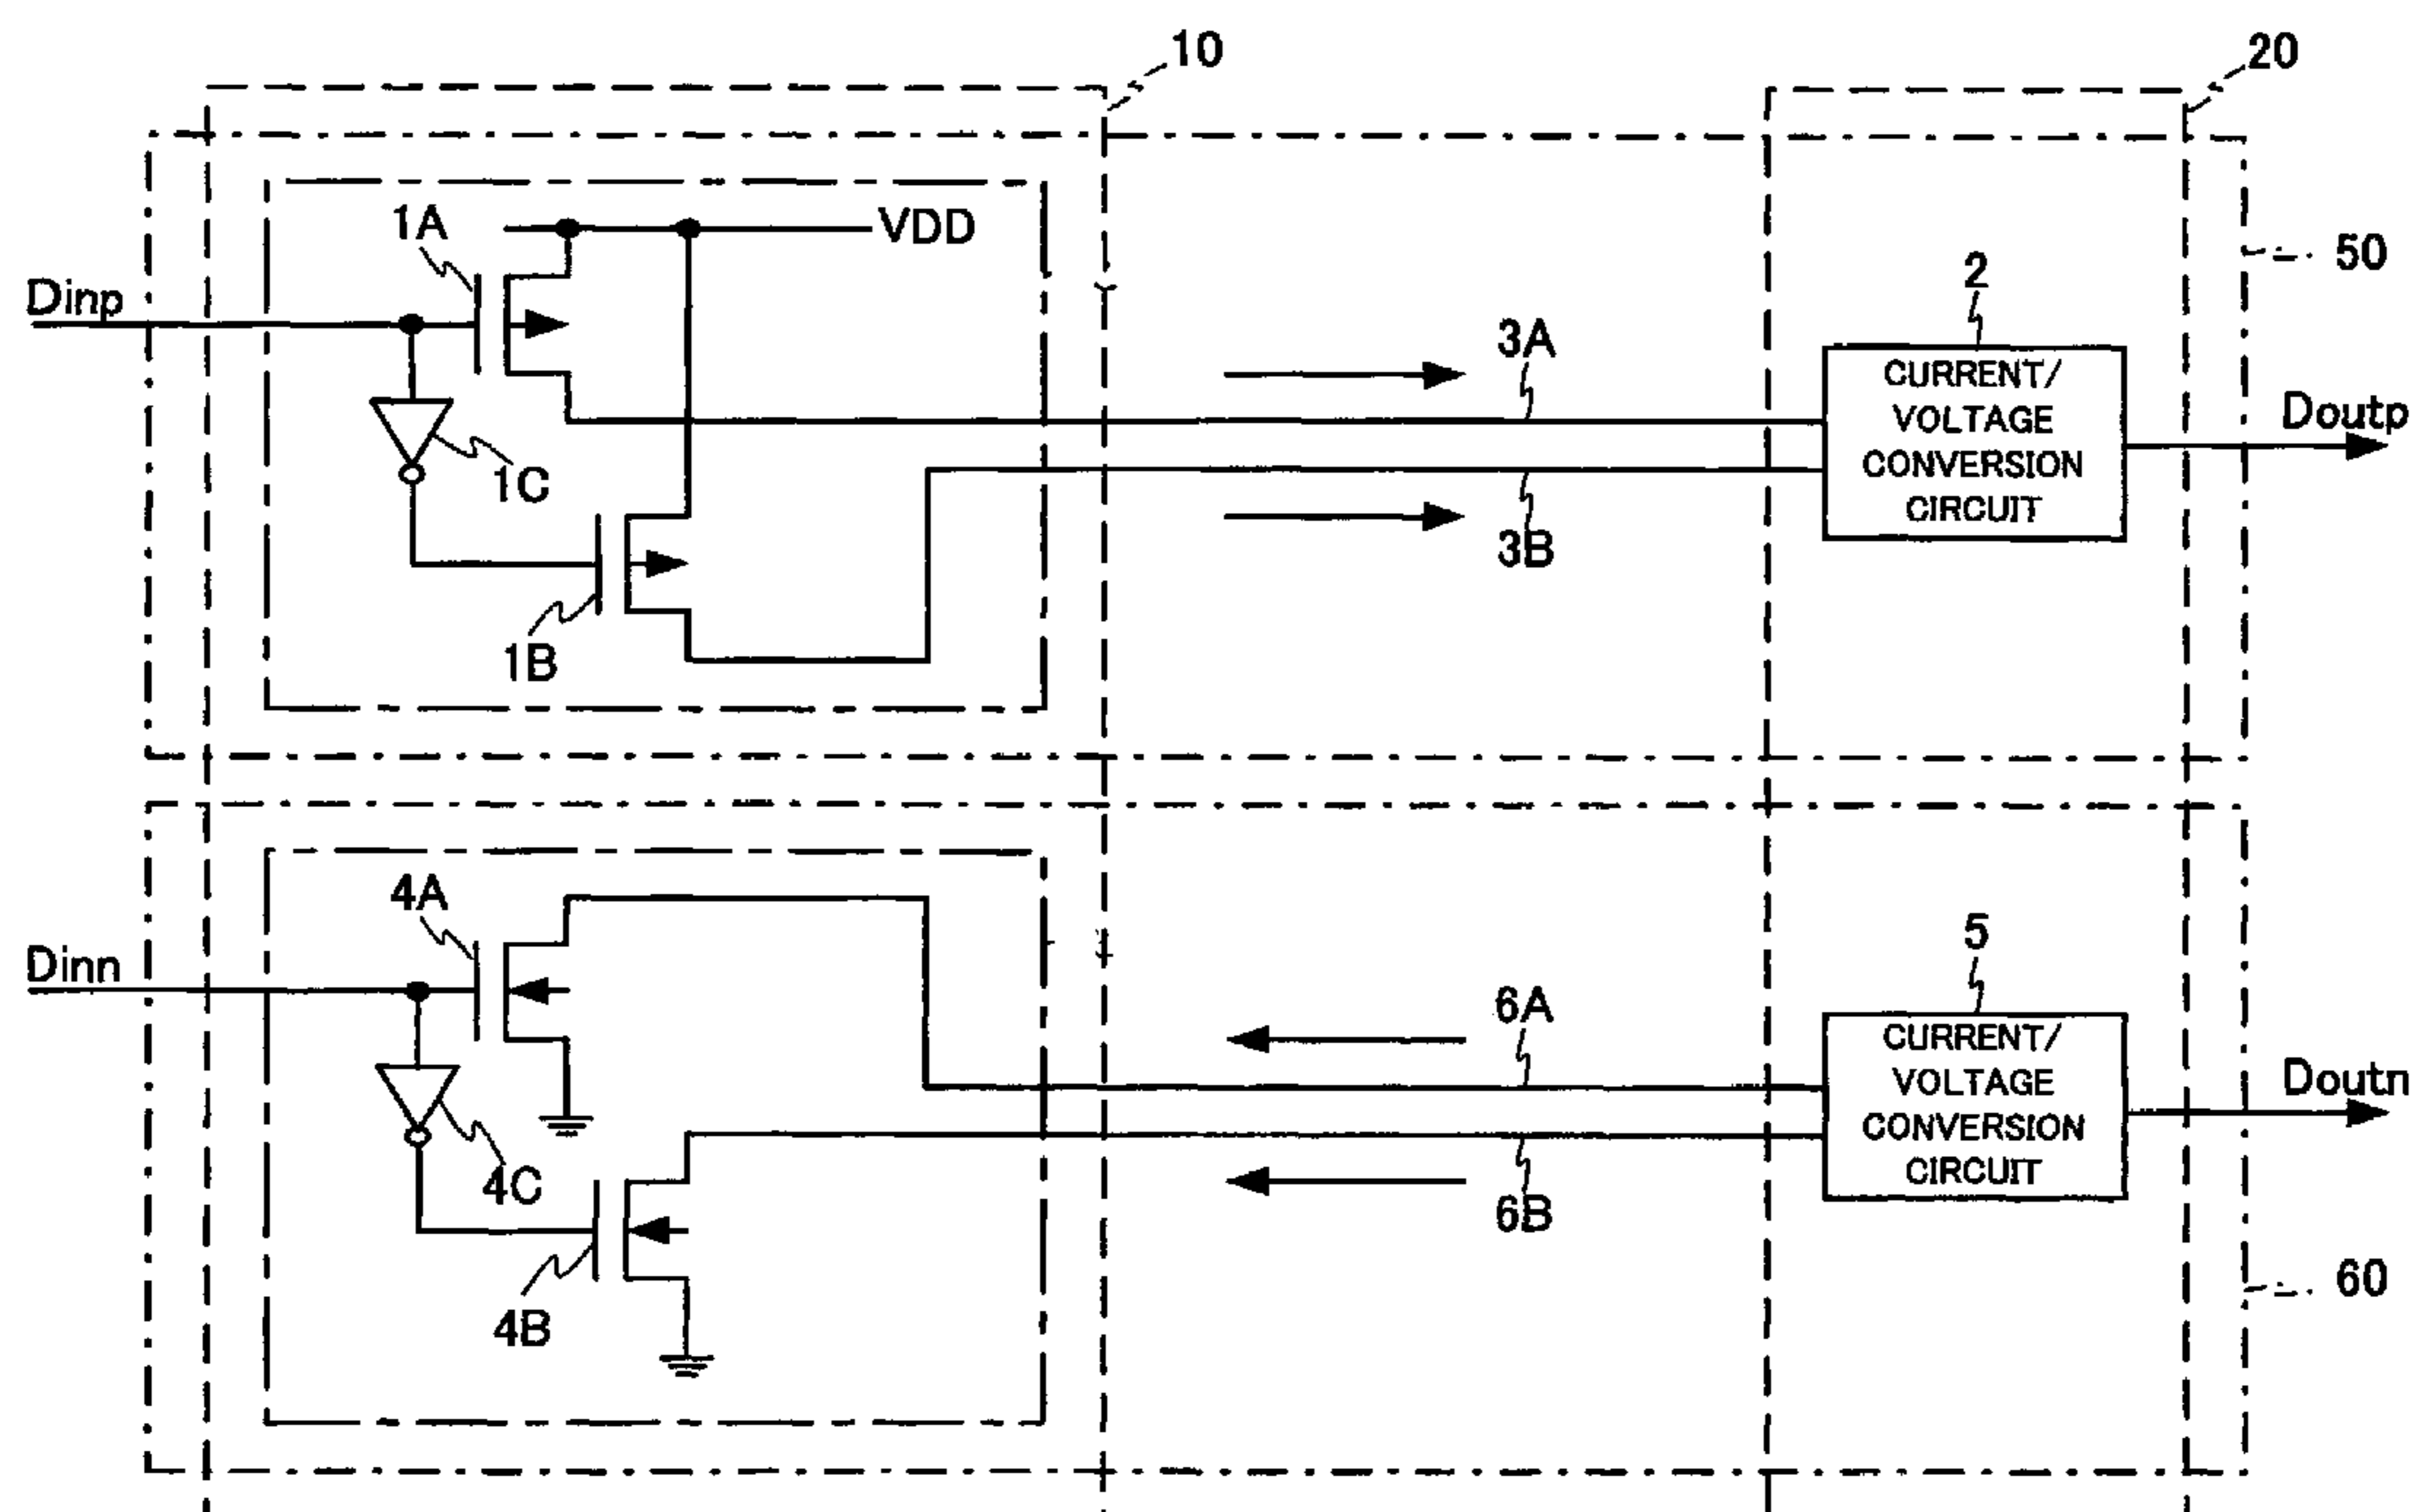 10
20
1A
VDD
50
Dinp
2
3A
CURRENT/
VOLTAGE
CONVERSION
CIRCUIT
Doutp
1C
3B
1B
4A
5
Dinn
6A
CURRENT/
VOLTAGE
CONVERSION
CIRCUIT
Doutn
4C
6B
60
4B